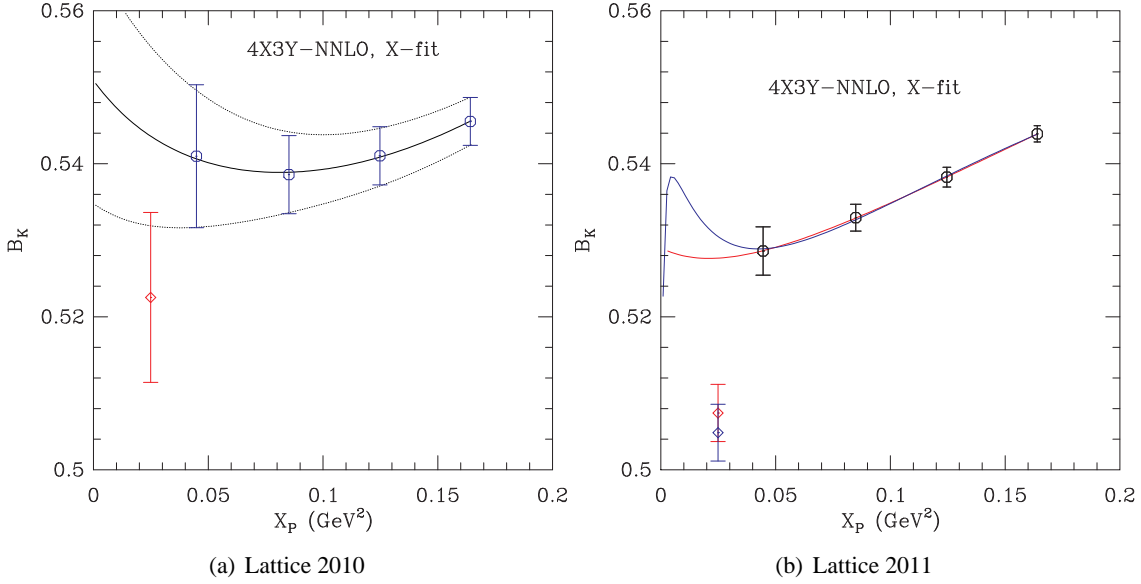 0.56
0.54
0.52
0.5
B_K
4X3Y−NNLO, X−fit
0 0.05 0.1 0.15 0.2
X_P (GeV²)
(a) Lattice 2010
0.56
0.54
0.52
0.5
B_K
4X3Y−NNLO, X−fit
0 0.05 0.1 0.15 0.2
X_P (GeV²)
(b) Lattice 2011